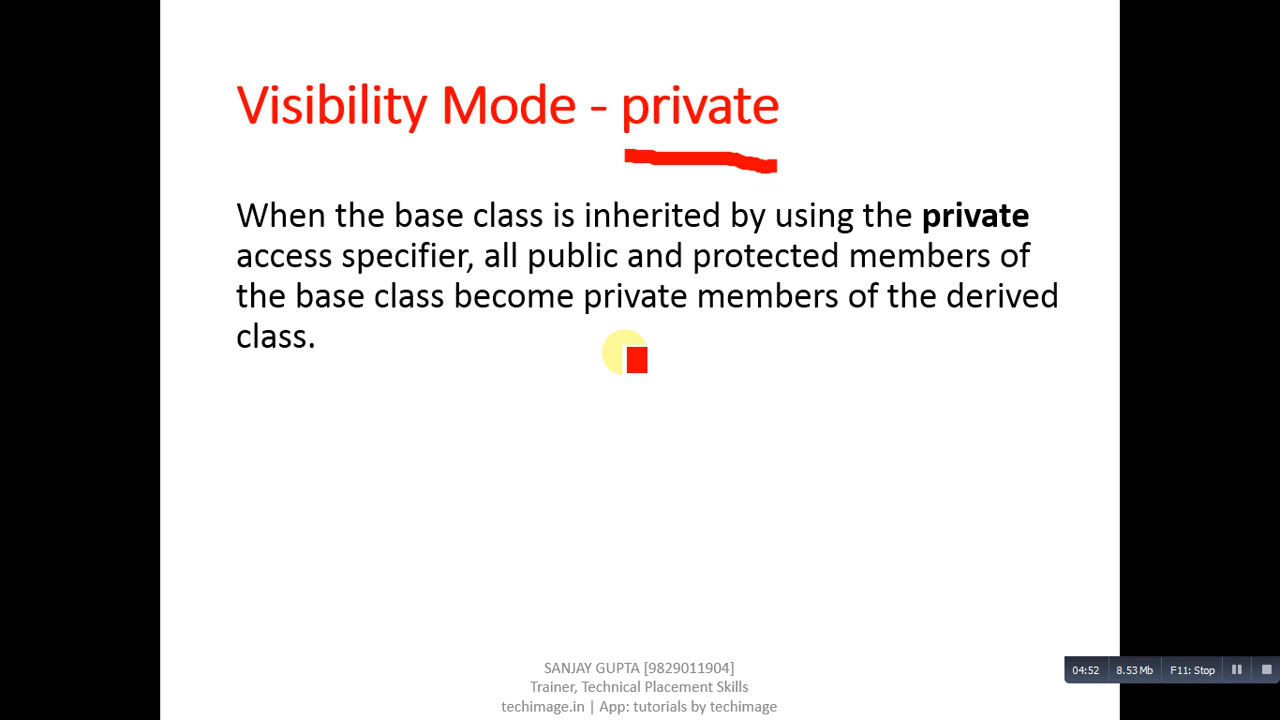 Visibility Mode - private
When the base class is inherited by using the private
access specifier, all public and protected members of
the base class become private members of the derived
class.
SANJAY GUPTA [9829011904]
Trainer, Technical Placement Skills
techimage.in | App: tutorials by techimage
04:52 8.53 Mb F11: Stop